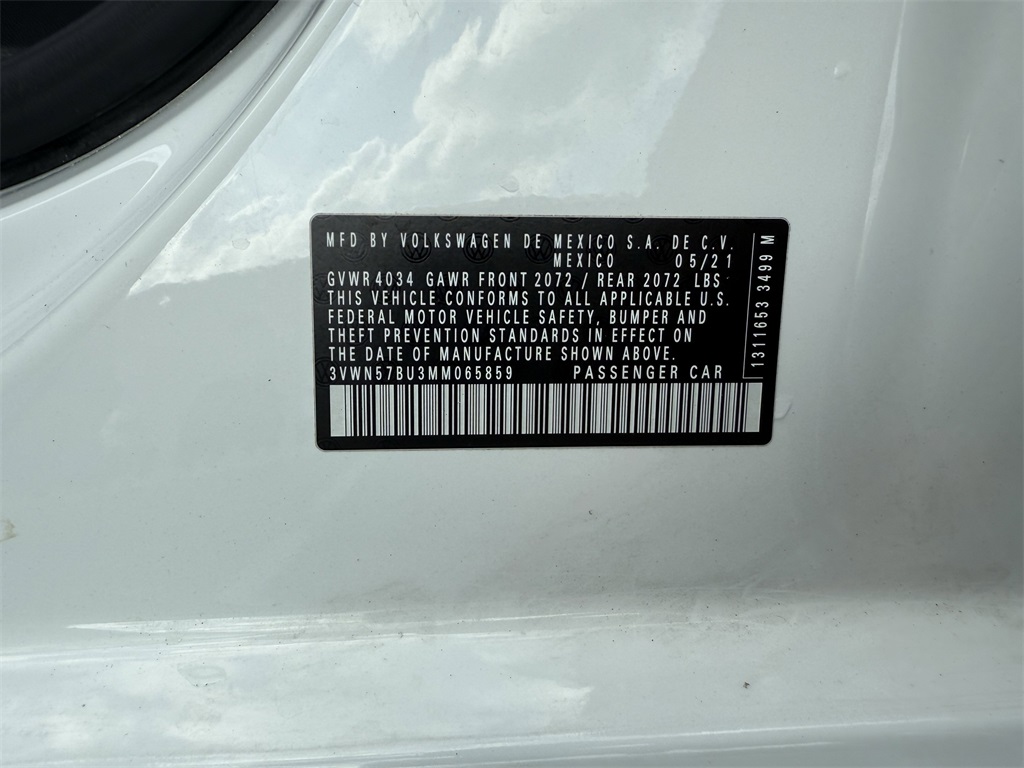 MFD BY VOLKSWAGEN DE MEXICO S.A. DE C.V.
MEXICO 05/21
GVWR 4034 GAWR FRONT 2072 / REAR 2072 LBS
THIS VEHICLE CONFORMS TO ALL APPLICABLE U.S.
FEDERAL MOTOR VEHICLE SAFETY, BUMPER AND
THEFT PREVENTION STANDARDS IN EFFECT ON
THE DATE OF MANUFACTURE SHOWN ABOVE.
3VWN57BU3MM065859 PASSENGER CAR
1311653 3499 M